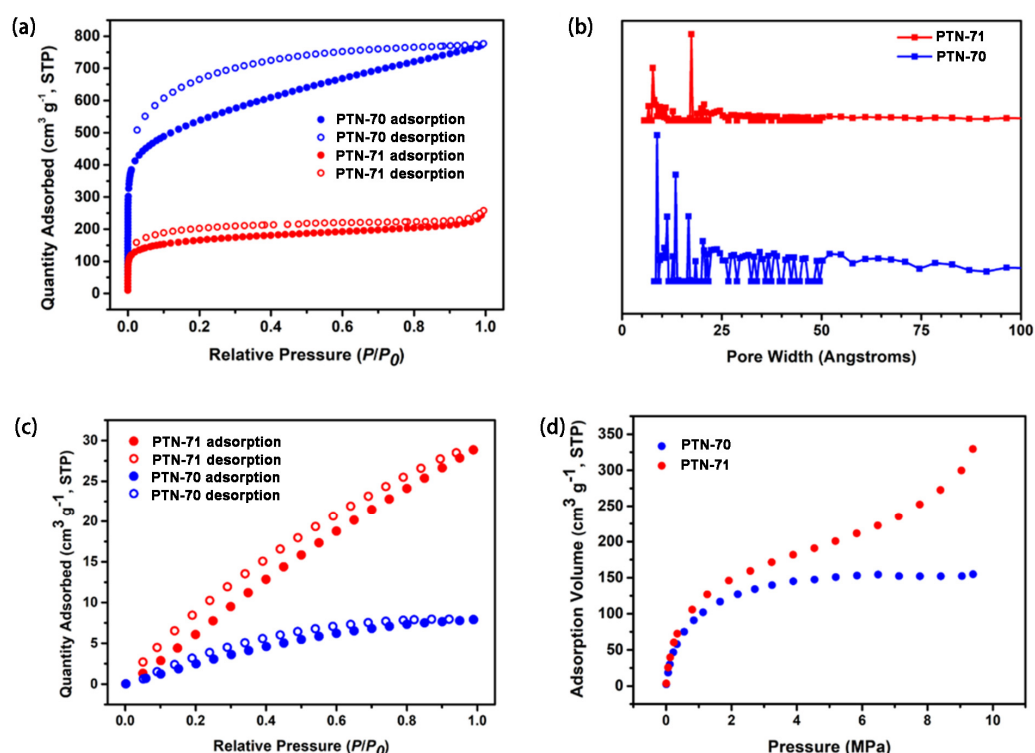 (a)
800
700
600
500
400
300
200
100
0
Quantity Adsorbed (cm³ g⁻¹, STP)
PTN-70 adsorption
PTN-70 desorption
PTN-71 adsorption
PTN-71 desorption
0.0 0.2 0.4 0.6 0.8 1.0
Relative Pressure (P/P₀)
(b)
PTN-71
PTN-70
0 25 50 75 100
Pore Width (Angstroms)
(c)
30
25
20
15
10
5
0
Quantity Adsorbed (cm³ g⁻¹, STP)
PTN-71 adsorption
PTN-71 desorption
PTN-70 adsorption
PTN-70 desorption
0.0 0.2 0.4 0.6 0.8 1.0
Relative Pressure (P/P₀)
(d)
350
300
250
200
150
100
50
0
Adsorption Volume (cm³ g⁻¹, STP)
PTN-70
PTN-71
0 2 4 6 8 10
Pressure (MPa)